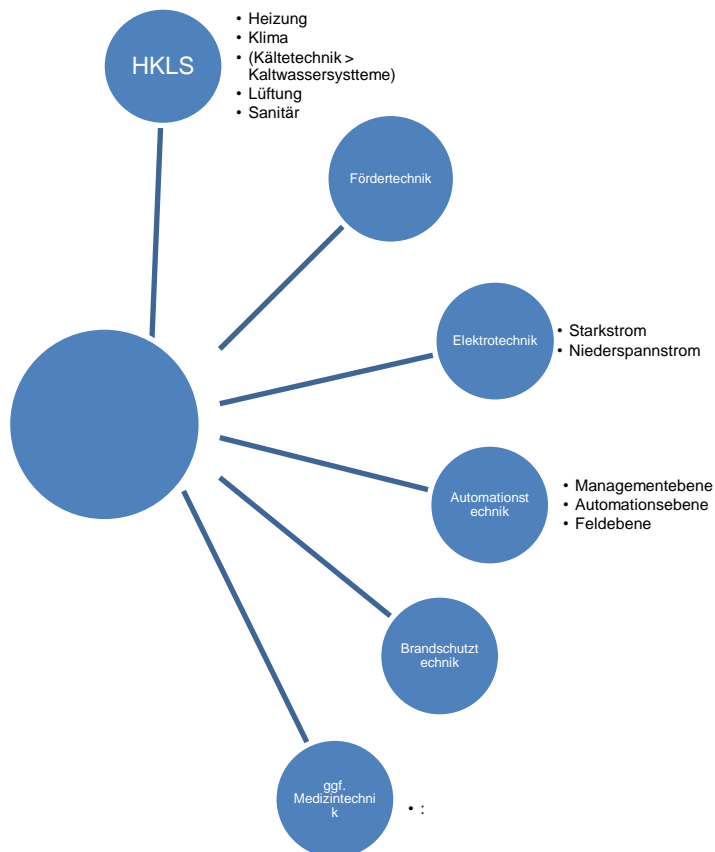 HKLS
• Heizung
• Klima
• (Kältetechnik >
Kaltwassersystteme)
• Lüftung
• Sanitär
Fördertechnik
Elektrotechnik
• Starkstrom
• Niederspannstrom
Automationst
echnik
• Managementebene
• Automationsebene
• Feldebene
Brandschutzt
echnik
ggf.
Medizintechni
k
• :